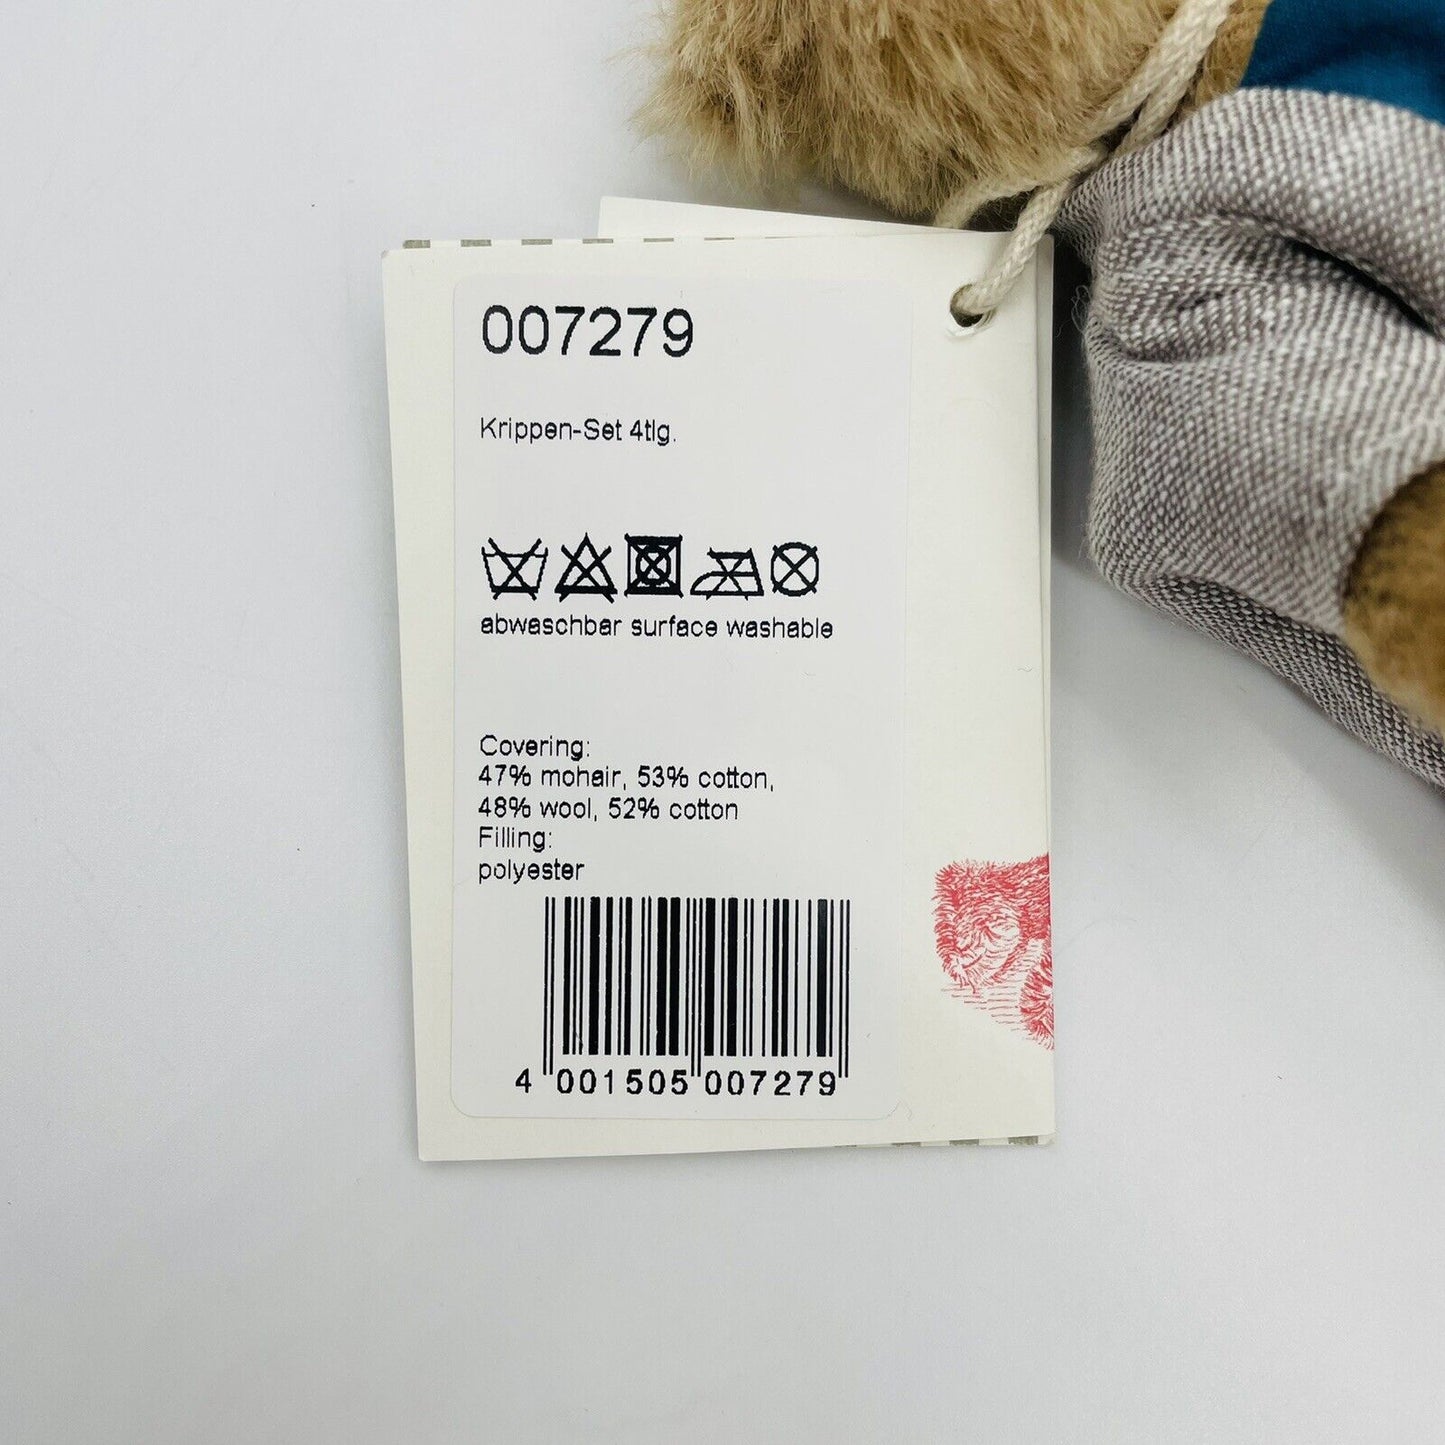 007279
Krippen-Set 4tlg.
abwaschbar surface washable
Covering:
47% mohair, 53% cotton,
48% wool, 52% cotton
Filling:
polyester
4 001505 007279